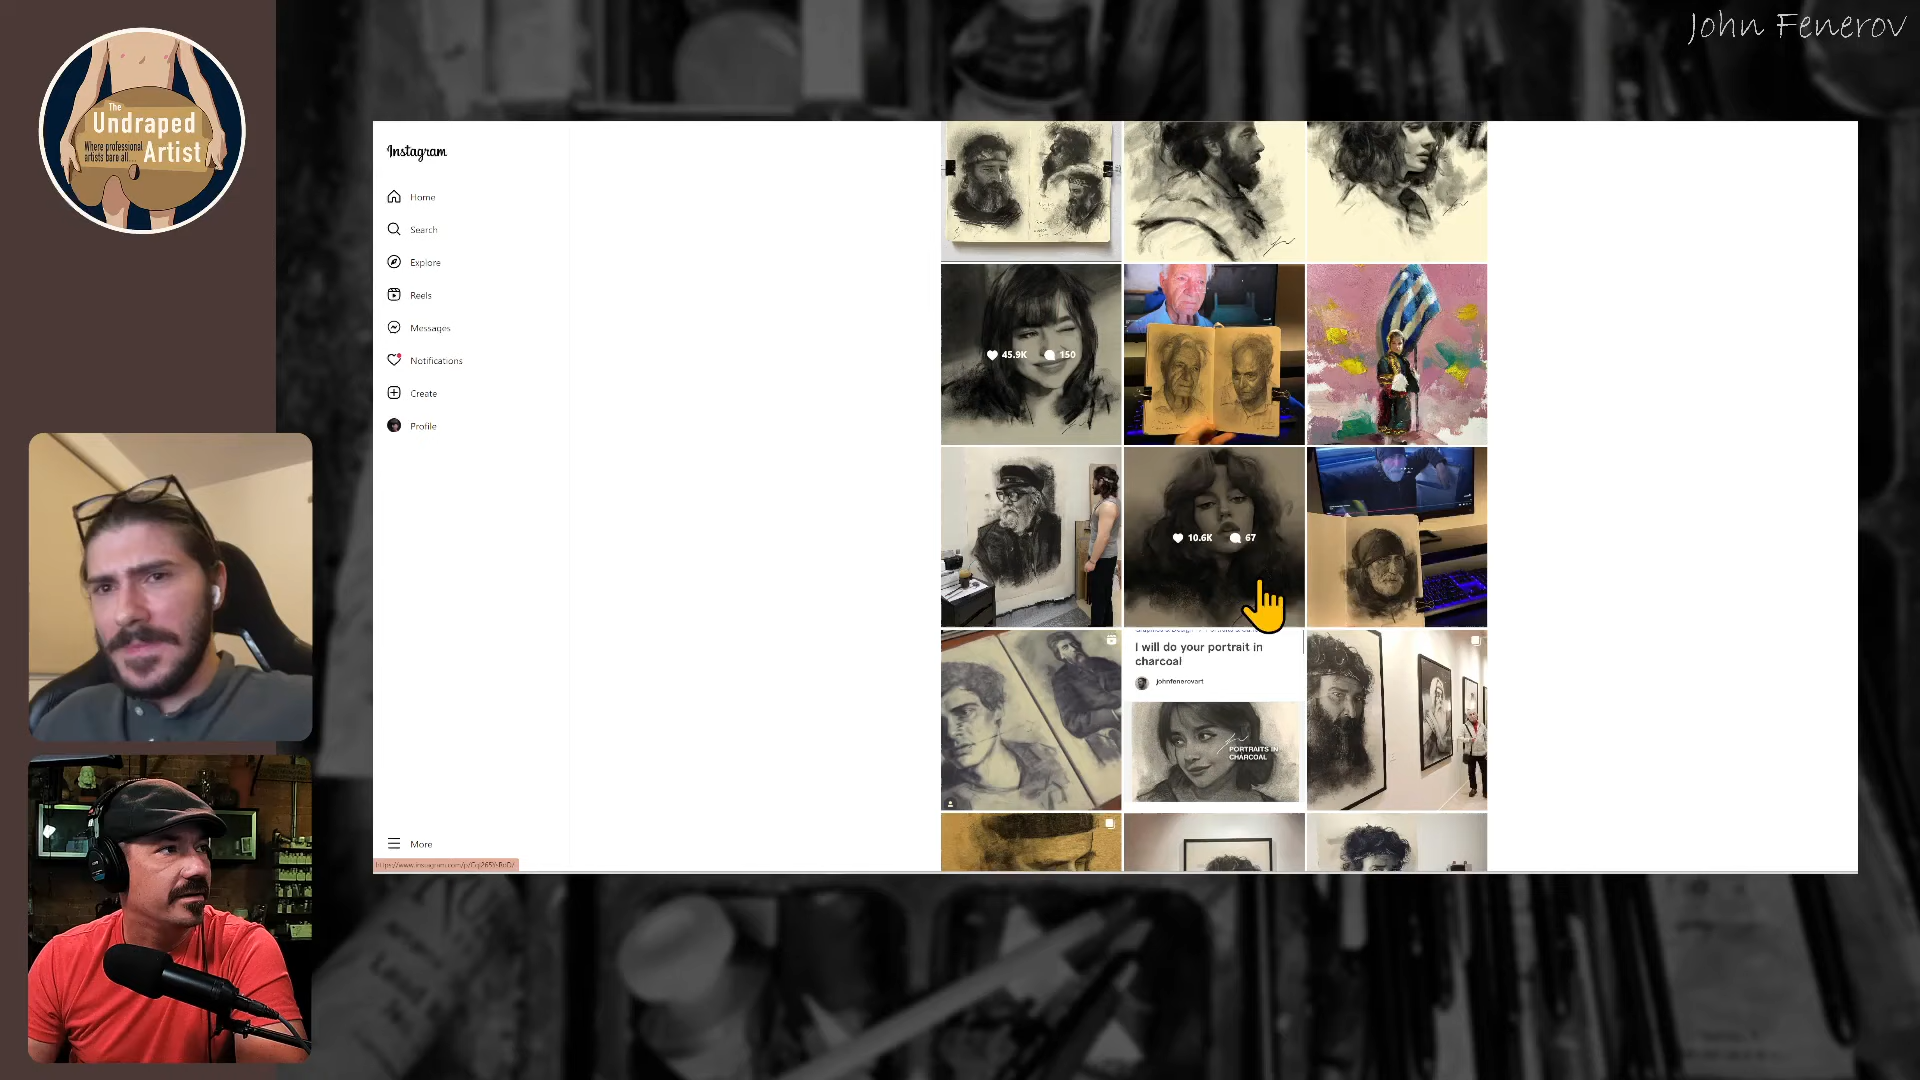 John Fenerov
The
Undraped
Where professional
artists bare all...
Artist
Instagram
Home
Search
Explore
Reels
Messages
Notifications
Create
Profile
More
45.9K 150
10.6K 67
I will do your portrait in
charcoal
johnfenerovart
PORTRAITS IN
CHARCOAL